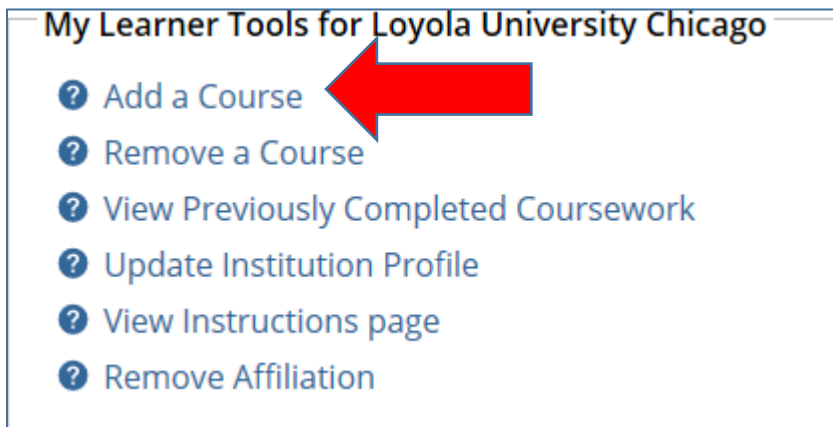 My Learner Tools for Loyola University Chicago
? Add a Course
? Remove a Course
? View Previously Completed Coursework
? Update Institution Profile
? View Instructions page
? Remove Affiliation